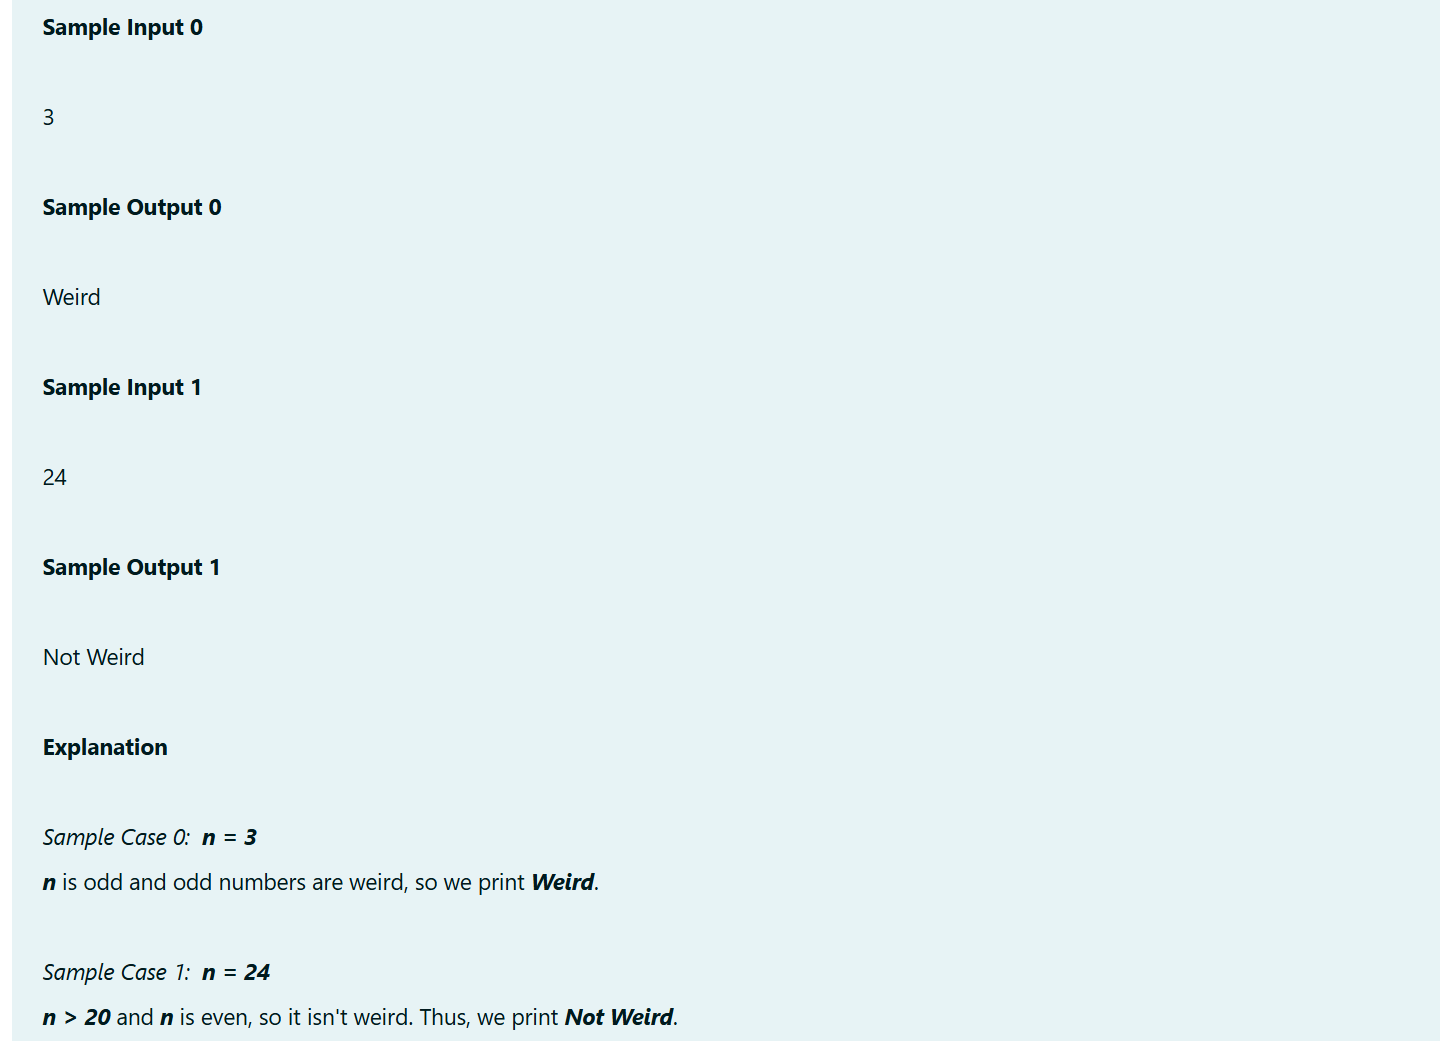 Sample Input 0
3
Sample Output 0
Weird
Sample Input 1
24
Sample Output 1
Not Weird
Explanation
Sample Case 0: n = 3
n is odd and odd numbers are weird, so we print Weird.
Sample Case 1: n = 24
n > 20 and n is even, so it isn't weird. Thus, we print Not Weird.